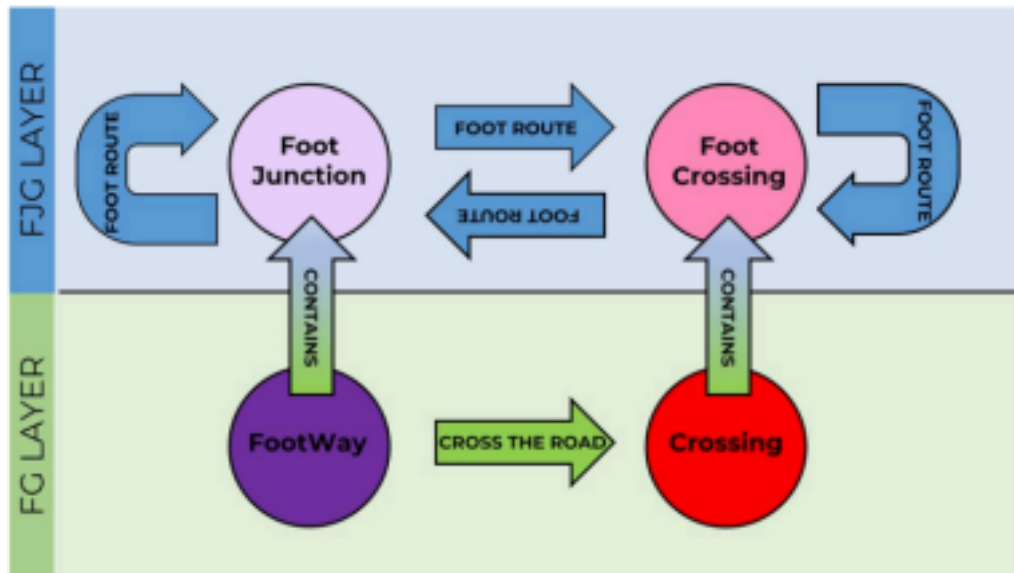 FJG LAYER
FOOT ROUTE
Foot
Junction
FOOT ROUTE
FOOT ROUTE
Foot
Crossing
FOOT ROUTE
CONTAINS
CONTAINS
FG LAYER
FootWay
CROSS THE ROAD
Crossing